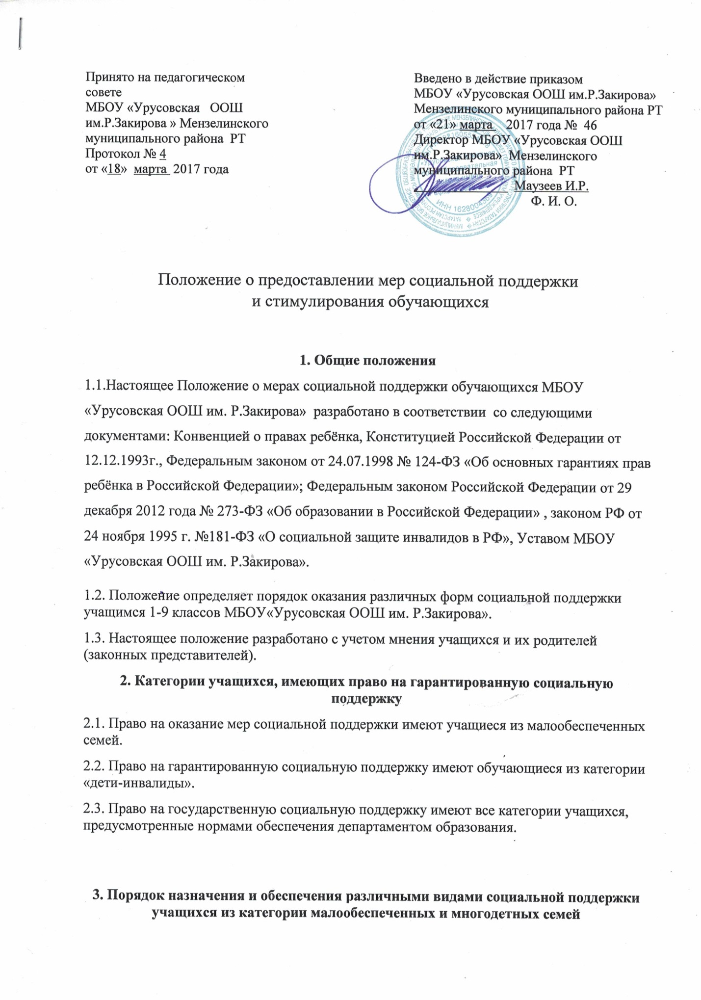 Принято на педагогическом
совете
МБОУ «Урусовская ООШ
им.Р.Закирова » Мензелинского
муниципального района РТ
Протокол № 4
от «18» марта 2017 года
Введено в действие приказом
МБОУ «Урусовская ООШ им.Р.Закирова»
Мензелинского муниципального района РТ
от «21» марта 2017 года № 46
Директор МБОУ «Урусовская ООШ
им.Р.Закирова» Мензелинского
муниципального района РТ
Маузеев И.Р.
Ф. И. О.
ИНН 1628004369
Положение о предоставлении мер социальной поддержки
и стимулирования обучающихся
1. Общие положения
1.1.Настоящее Положение о мерах социальной поддержки обучающихся МБОУ
«Урусовская ООШ им. Р.Закирова» разработано в соответствии со следующими
документами: Конвенцией о правах ребёнка, Конституцией Российской Федерации от
12.12.1993г., Федеральным законом от 24.07.1998 № 124-ФЗ «Об основных гарантиях прав
ребёнка в Российской Федерации»; Федеральным законом Российской Федерации от 29
декабря 2012 года № 273-ФЗ «Об образовании в Российской Федерации» , законом РФ от
24 ноября 1995 г. №181-ФЗ «О социальной защите инвалидов в РФ», Уставом МБОУ
«Урусовская ООШ им. Р.Закирова».
1.2. Положение определяет порядок оказания различных форм социальной поддержки
учащимся 1-9 классов МБОУ«Урусовская ООШ им. Р.Закирова».
1.3. Настоящее положение разработано с учетом мнения учащихся и их родителей
(законных представителей).
2. Категории учащихся, имеющих право на гарантированную социальную
поддержку
2.1. Право на оказание мер социальной поддержки имеют учащиеся из малообеспеченных
семей.
2.2. Право на гарантированную социальную поддержку имеют обучающиеся из категории
«дети-инвалиды».
2.3. Право на государственную социальную поддержку имеют все категории учащихся,
предусмотренные нормами обеспечения департаментом образования.
3. Порядок назначения и обеспечения различными видами социальной поддержки
учащихся из категории малообеспеченных и многодетных семей